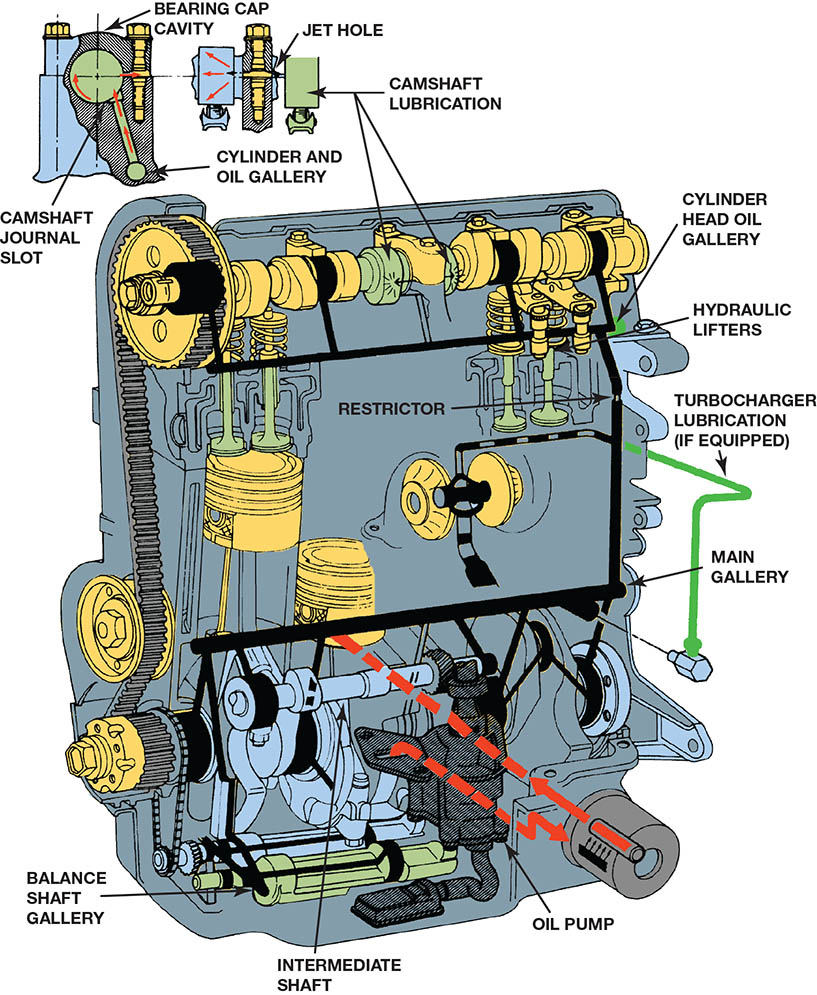 BEARING CAP
CAVITY
JET HOLE
CAMSHAFT
LUBRICATION
CYLINDER AND
OIL GALLERY
CAMSHAFT
JOURNAL
SLOT
CYLINDER
HEAD OIL
GALLERY
HYDRAULIC
LIFTERS
RESTRICTOR
TURBOCHARGER
LUBRICATION
(IF EQUIPPED)
MAIN
GALLERY
BALANCE
SHAFT
GALLERY
OIL PUMP
INTERMEDIATE
SHAFT